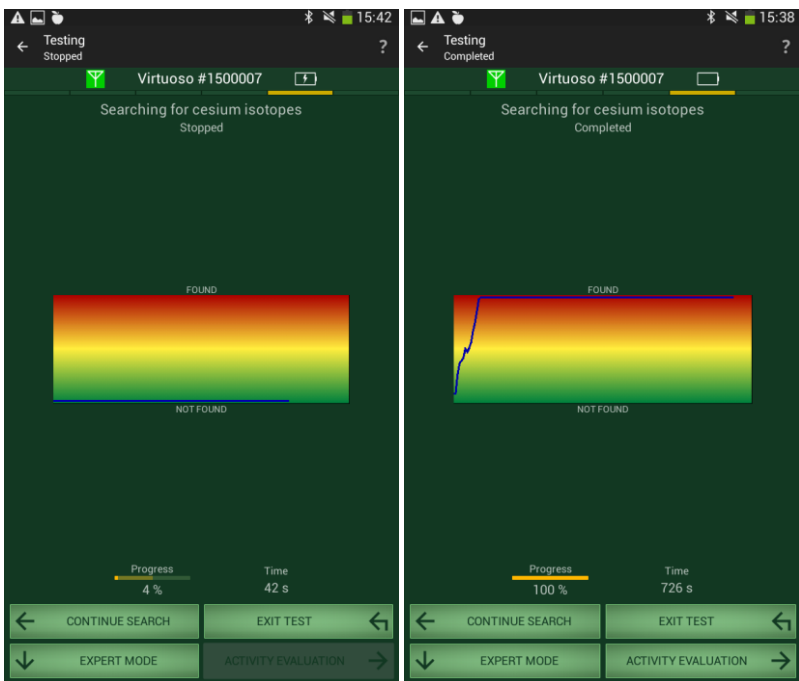 15:42
Testing
Stopped
?
Virtuoso #1500007
Searching for cesium isotopes
Stopped
FOUND
NOT FOUND
Progress
Time
4 %
42 s
CONTINUE SEARCH
EXIT TEST
EXPERT MODE
ACTIVITY EVALUATION
15:38
Testing
Completed
?
Virtuoso #1500007
Searching for cesium isotopes
Completed
FOUND
NOT FOUND
Progress
Time
100 %
726 s
CONTINUE SEARCH
EXIT TEST
EXPERT MODE
ACTIVITY EVALUATION